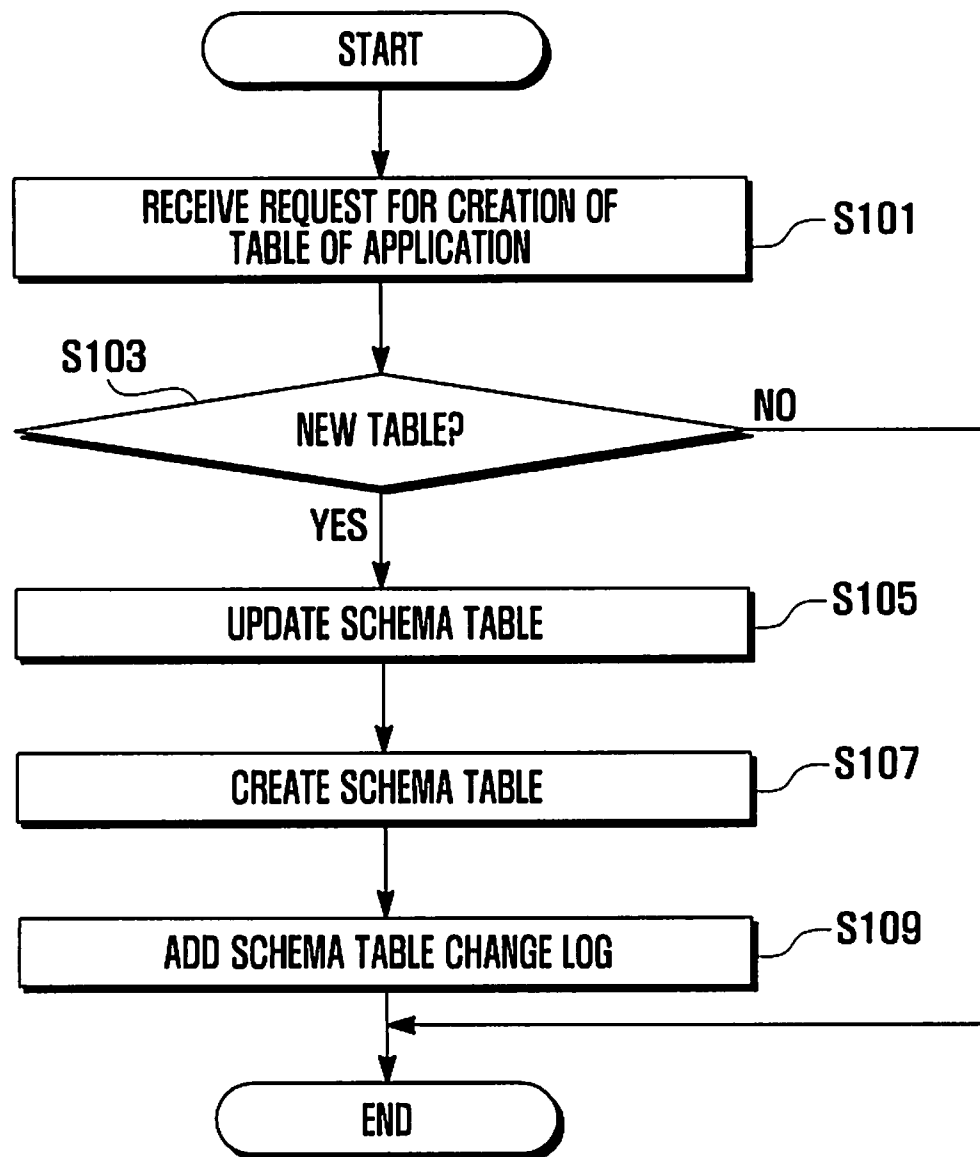 START
RECEIVE REQUEST FOR CREATION OF
TABLE OF APPLICATION
S101
S103
NEW TABLE?
NO
YES
UPDATE SCHEMA TABLE
S105
CREATE SCHEMA TABLE
S107
ADD SCHEMA TABLE CHANGE LOG
S109
END